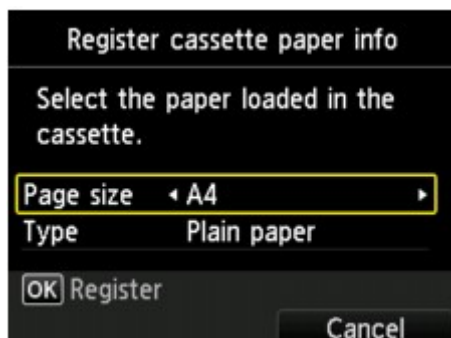 Register cassette paper info
Select the paper loaded in the
cassette.
Page size A4
Type Plain paper
OK Register
Cancel